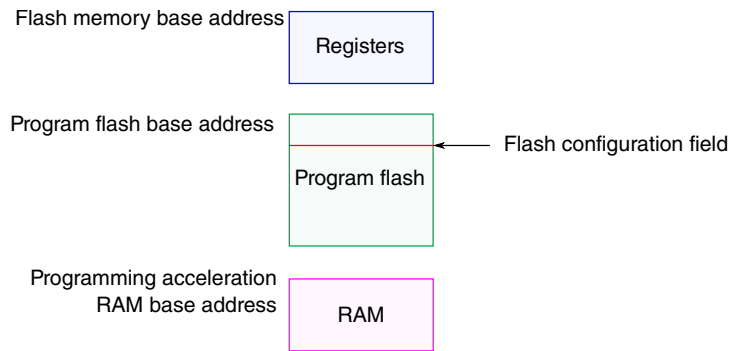 Flash memory base address
Registers
Program flash base address
Flash configuration field
Program flash
Programming acceleration
RAM base address
RAM